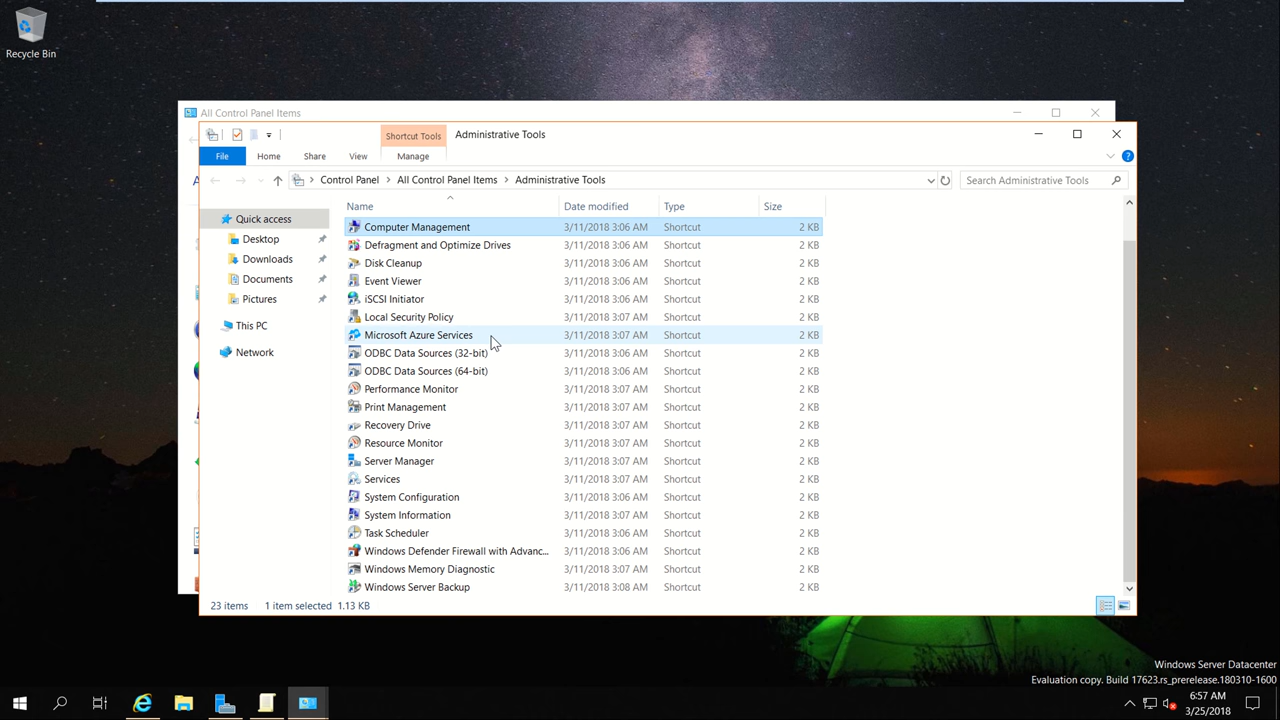 Recycle Bin
All Control Panel Items
Shortcut Tools
Administrative Tools
File
Home
Share
View
Manage
Control Panel
All Control Panel Items
Administrative Tools
Search Administrative Tools
Name
Date modified
Type
Size
Quick access
Desktop
Downloads
Documents
Pictures
This PC
Network
Computer Management 3/11/2018 3:06 AM Shortcut 2 KB
Defragment and Optimize Drives 3/11/2018 3:06 AM Shortcut 2 KB
Disk Cleanup 3/11/2018 3:06 AM Shortcut 2 KB
Event Viewer 3/11/2018 3:06 AM Shortcut 2 KB
iSCSI Initiator 3/11/2018 3:06 AM Shortcut 2 KB
Local Security Policy 3/11/2018 3:06 AM Shortcut 2 KB
Microsoft Azure Services 3/11/2018 3:07 AM Shortcut 2 KB
ODBC Data Sources (32-bit) 3/11/2018 3:07 AM Shortcut 2 KB
ODBC Data Sources (64-bit) 3/11/2018 3:07 AM Shortcut 2 KB
Performance Monitor 3/11/2018 3:07 AM Shortcut 2 KB
Print Management 3/11/2018 3:07 AM Shortcut 2 KB
Recovery Drive 3/11/2018 3:07 AM Shortcut 2 KB
Resource Monitor 3/11/2018 3:07 AM Shortcut 2 KB
Server Manager 3/11/2018 3:07 AM Shortcut 2 KB
Services 3/11/2018 3:07 AM Shortcut 2 KB
System Configuration 3/11/2018 3:06 AM Shortcut 2 KB
System Information 3/11/2018 3:07 AM Shortcut 2 KB
Task Scheduler 3/11/2018 3:06 AM Shortcut 2 KB
Windows Defender Firewall with Advanc... 3/11/2018 3:06 AM Shortcut 2 KB
Windows Memory Diagnostic 3/11/2018 3:07 AM Shortcut 2 KB
Windows Server Backup 3/11/2018 3:08 AM Shortcut 2 KB
23 items 1 item selected 1.13 KB
Windows Server Datacenter
Evaluation copy. Build 17623.rs_prerelease.180310-1600
6:57 AM
3/25/2018